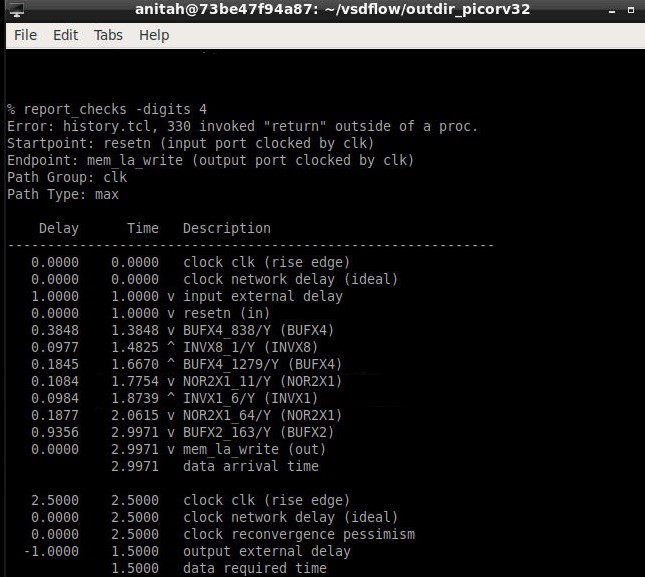 anitah@73be47f94a87: ~/vsdflow/outdir_picorv32
File Edit Tabs Help
% report_checks -digits 4
Error: history.tcl, 330 invoked "return" outside of a proc.
Startpoint: resetn (input port clocked by clk)
Endpoint: mem_la_write (output port clocked by clk)
Path Group: clk
Path Type: max
Delay Time Description
---------------------------------------------------------------
0.0000 0.0000 clock clk (rise edge)
0.0000 0.0000 clock network delay (ideal)
1.0000 1.0000 v input external delay
0.0000 1.0000 v resetn (in)
0.3848 1.3848 v BUFX4_838/Y (BUFX4)
0.0977 1.4825 ^ INVX8_1/Y (INVX8)
0.1845 1.6670 ^ BUFX4_1279/Y (BUFX4)
0.1084 1.7754 v NOR2X1_11/Y (NOR2X1)
0.0984 1.8739 ^ INVX1_6/Y (INVX1)
0.1877 2.0615 v NOR2X1_64/Y (NOR2X1)
0.9356 2.9971 v BUFX2_163/Y (BUFX2)
0.0000 2.9971 v mem_la_write (out)
2.9971 data arrival time
2.5000 2.5000 clock clk (rise edge)
0.0000 2.5000 clock network delay (ideal)
0.0000 2.5000 clock reconvergence pessimism
-1.0000 1.5000 output external delay
1.5000 data required time